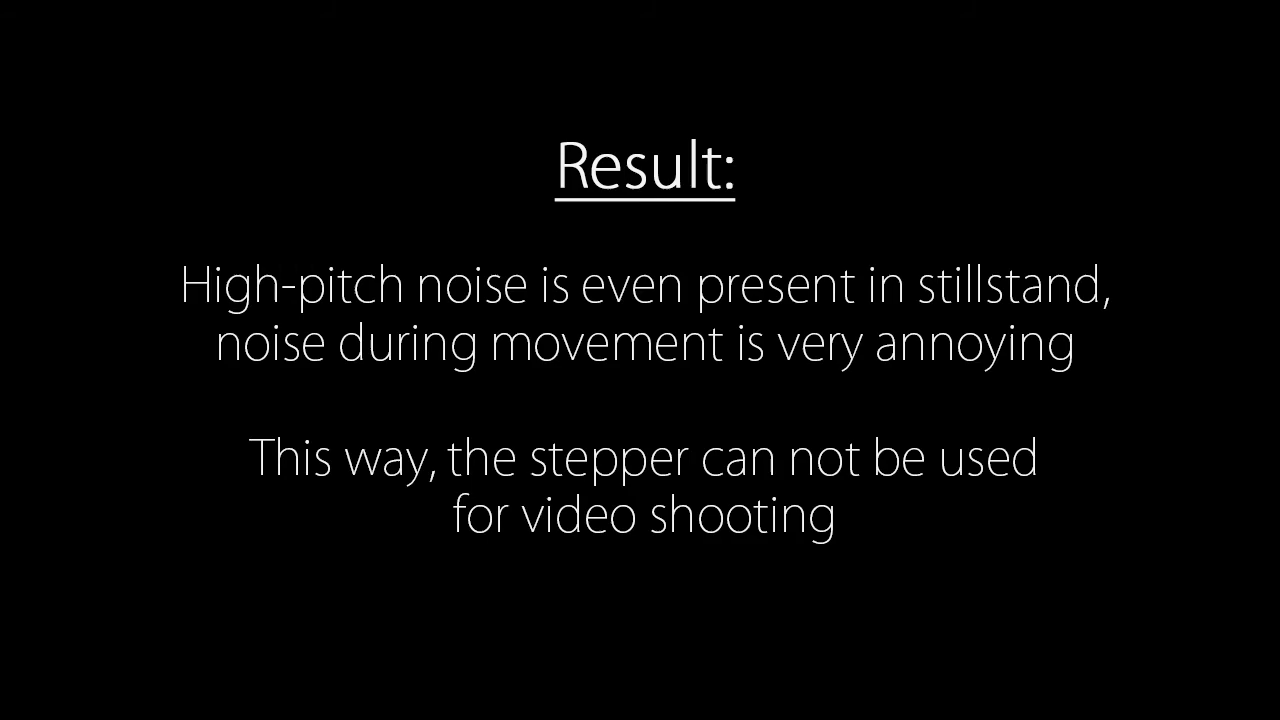 Result:
High-pitch noise is even present in stillstand,
noise during movement is very annoying
This way, the stepper can not be used
for video shooting